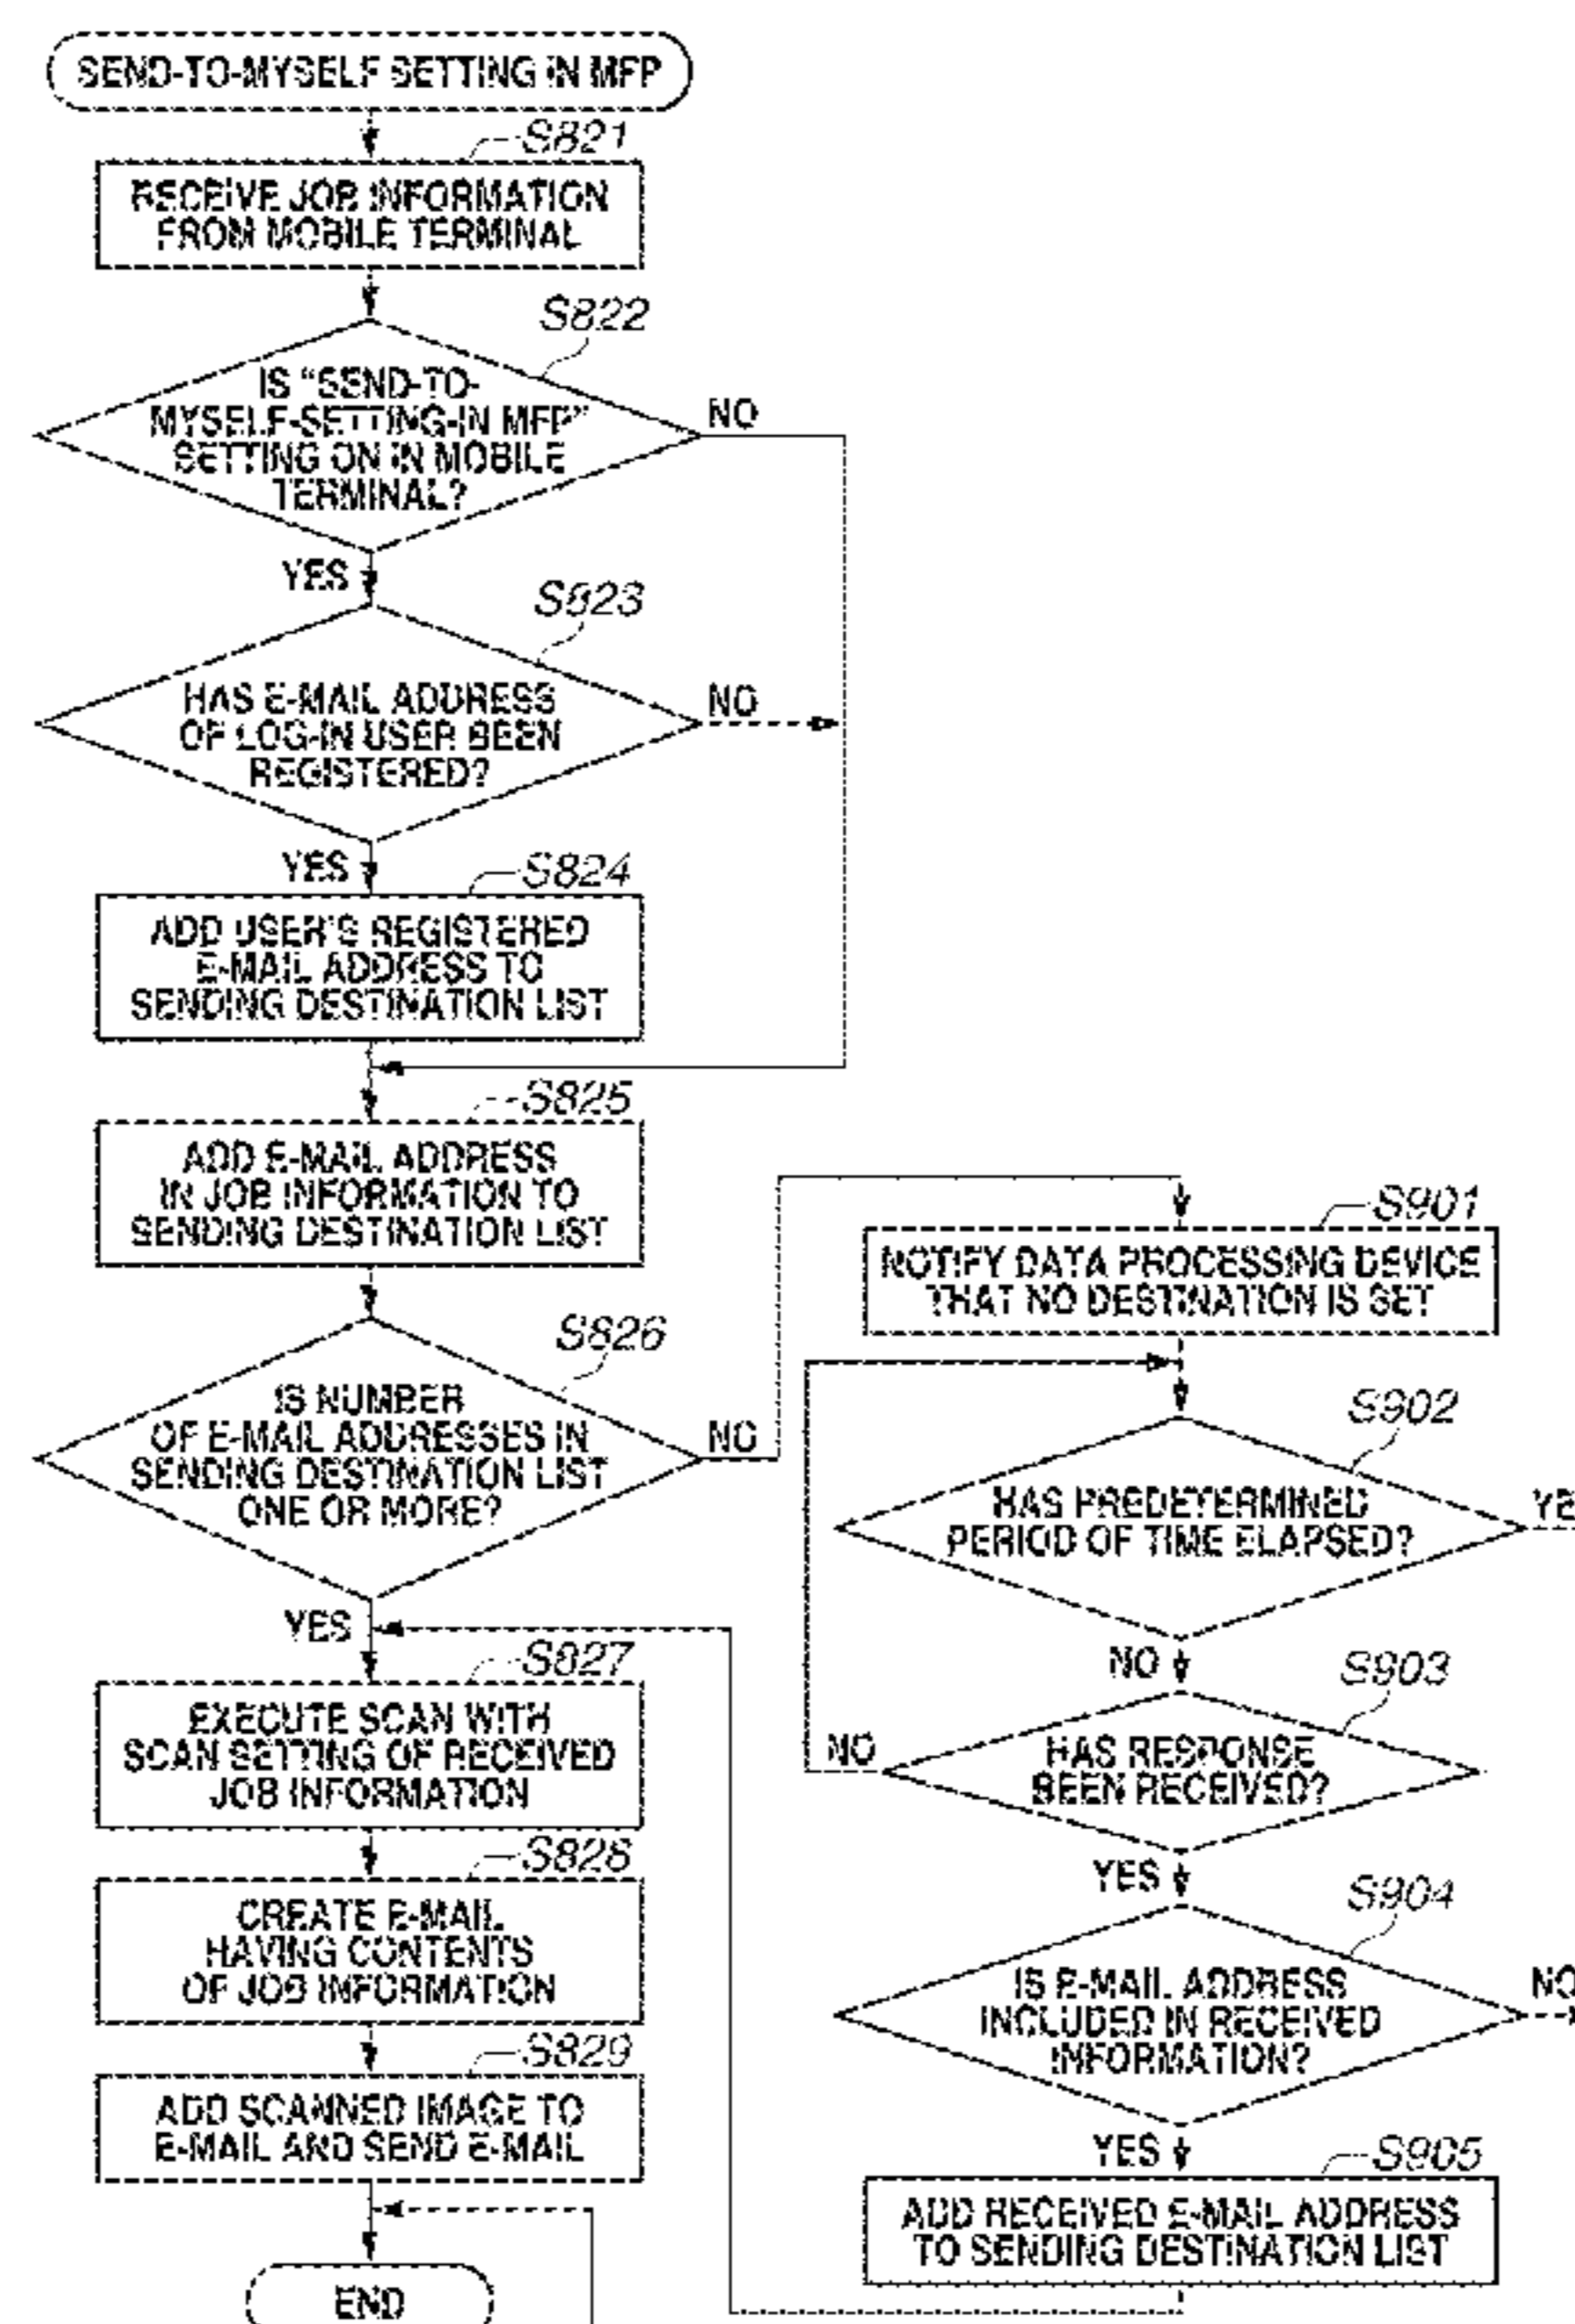 SEND-TO-MYSELF SETTING IN MFP
S821
RECEIVE JOB INFORMATION
FROM MOBILE TERMINAL
S822
IS “SEND-TO-
MYSELF-SETTING-IN MFP”
SETTING ON IN MOBILE
TERMINAL?
NO
YES
S823
HAS E-MAIL ADDRESS
OF LOG-IN USER BEEN
REGISTERED?
NO
YES
S824
ADD USER'S REGISTERED
E-MAIL ADDRESS TO
SENDING DESTINATION LIST
S825
ADD E-MAIL ADDRESS
IN JOB INFORMATION TO
SENDING DESTINATION LIST
S826
IS NUMBER
OF E-MAIL ADDRESSES IN
SENDING DESTINATION LIST
ONE OR MORE?
NO
YES
S827
EXECUTE SCAN WITH
SCAN SETTING OF RECEIVED
JOB INFORMATION
S828
CREATE E-MAIL
HAVING CONTENTS
OF JOB INFORMATION
S829
ADD SCANNED IMAGE TO
E-MAIL AND SEND E-MAIL
END
S901
NOTIFY DATA PROCESSING DEVICE
THAT NO DESTINATION IS SET
S902
HAS PREDETERMINED
PERIOD OF TIME ELAPSED?
YE
NO
S903
HAS RESPONSE
BEEN RECEIVED?
NO
YES
S904
IS E-MAIL ADDRESS
INCLUDED IN RECEIVED
INFORMATION?
NO
YES
S905
ADD RECEIVED E-MAIL ADDRESS
TO SENDING DESTINATION LIST